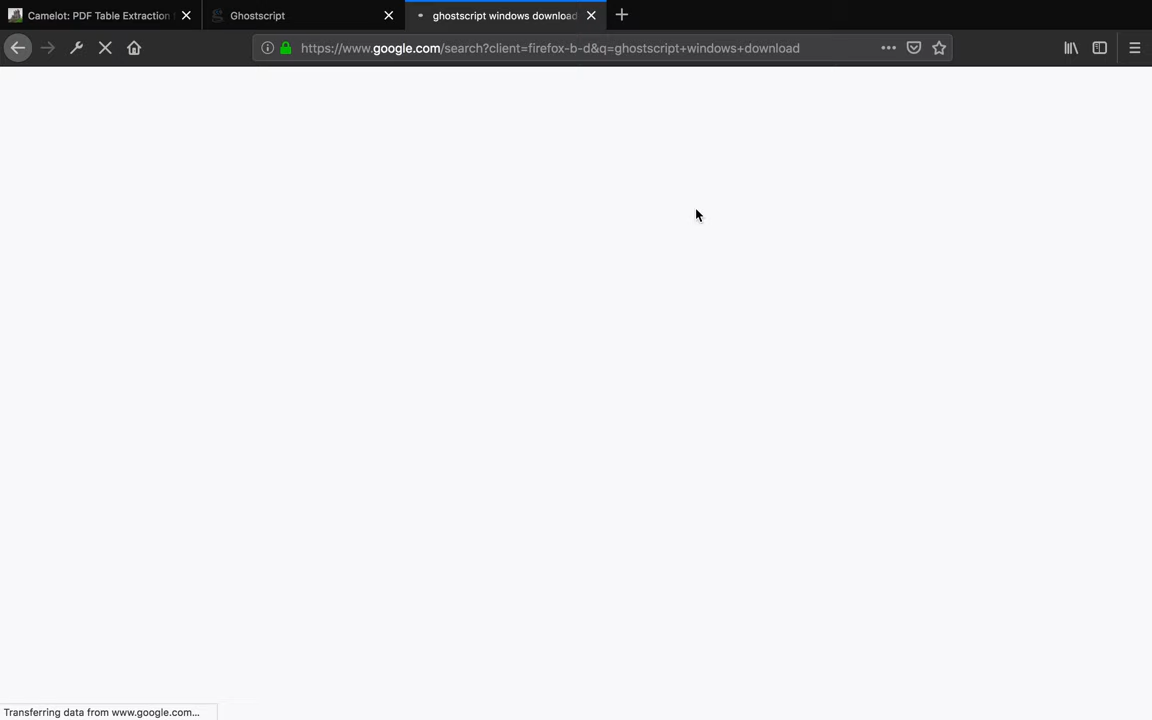 Camelot: PDF Table Extraction f
Ghostscript
ghostscript windows download
https://www.google.com/search?client=firefox-b-d&q=ghostscript+windows+download
Transferring data from www.google.com...